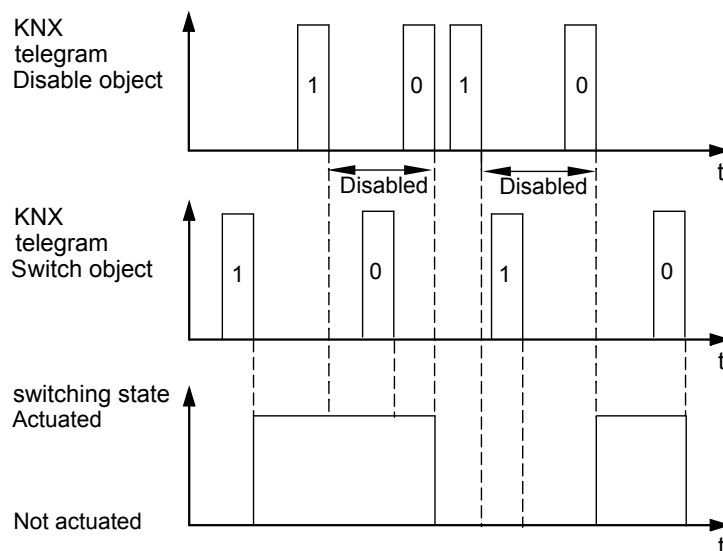 KNX
telegram
Disable object
1
0
1
0
t
Disabled
Disabled
KNX
telegram
Switch object
1
0
1
0
t
switching state
Actuated
Not actuated
t